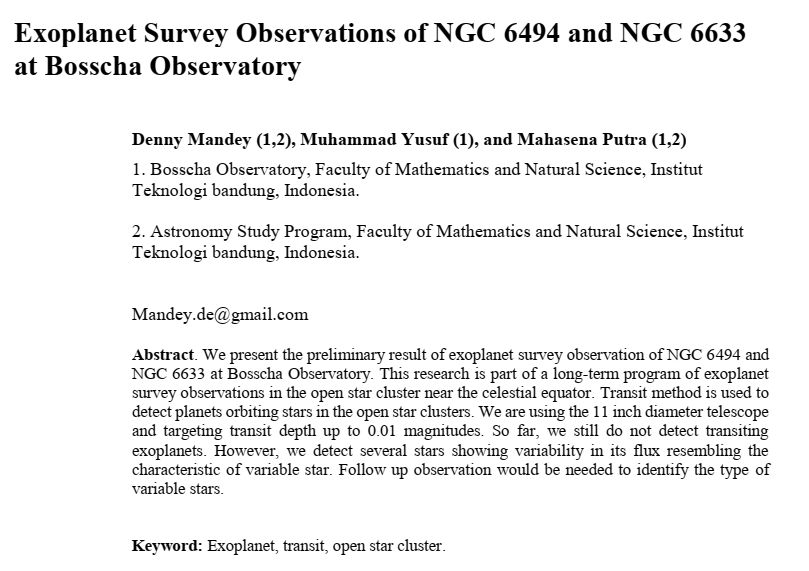 Exoplanet Survey Observations of NGC 6494 and NGC 6633
at Bosscha Observatory
Denny Mandey (1,2), Muhammad Yusuf (1), and Mahasena Putra (1,2)
1. Bosscha Observatory, Faculty of Mathematics and Natural Science, Institut
Teknologi bandung, Indonesia.
2. Astronomy Study Program, Faculty of Mathematics and Natural Science, Institut
Teknologi bandung, Indonesia.
Mandey.de@gmail.com
Abstract. We present the preliminary result of exoplanet survey observation of NGC 6494 and
NGC 6633 at Bosscha Observatory. This research is part of a long-term program of exoplanet
survey observations in the open star cluster near the celestial equator. Transit method is used to
detect planets orbiting stars in the open star clusters. We are using the 11 inch diameter telescope
and targeting transit depth up to 0.01 magnitudes. So far, we still do not detect transiting
exoplanets. However, we detect several stars showing variability in its flux resembling the
characteristic of variable star. Follow up observation would be needed to identify the type of
variable stars.
Keyword: Exoplanet, transit, open star cluster.